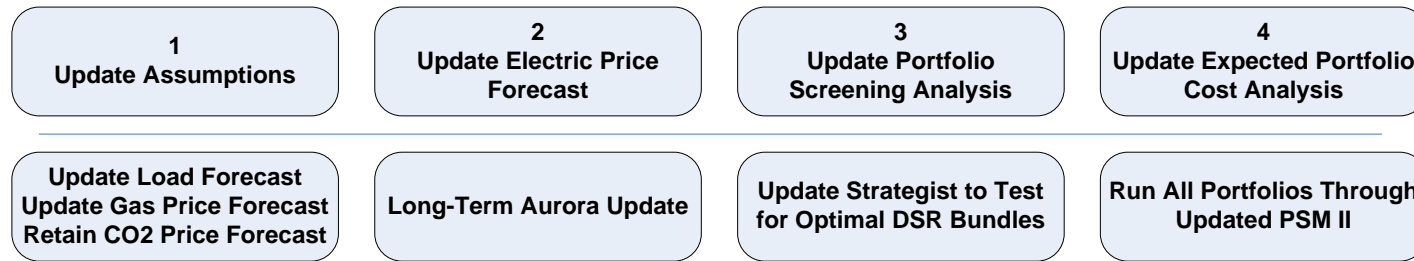 1
Update Assumptions
2
Update Electric Price
Forecast
3
Update Portfolio
Screening Analysis
4
Update Expected Portfolio
Cost Analysis
Update Load Forecast
Update Gas Price Forecast
Retain CO2 Price Forecast
Long-Term Aurora Update
Update Strategist to Test
for Optimal DSR Bundles
Run All Portfolios Through
Updated PSM II